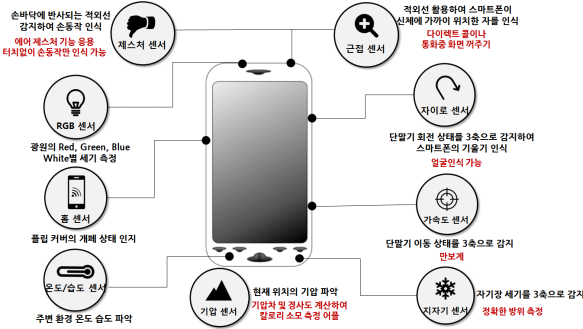 손바닥에 반사되는 적외선
감지하여 손동작 인식
에어 제스처 기능 응용
터치없이 손동작만 인식 가능
제스처 센서
적외선 활용하여 스마트폰이
신체에 가까이 위치한 자를 인식
다이렉트 콜이나
통화중 화면 꺼주기
근접 센서
RGB 센서
광원의 Red, Green, Blue
White별 세기 측정
자이로 센서
단말기 회전 상태를 3축으로 감지하여
스마트폰의 기울기 인식
얼굴인식 가능
홈 센서
플립 커버의 개폐 상태 인지
가속도 센서
단말기 이동 상태를 3축으로 감지
만보계
온도/습도 센서
주변 환경 온도 습도 파악
기압 센서
현재 위치의 기압 파악
기압차 및 경사도 계산하여
칼로리 소모 측정 어플
지자기 센서
자기장 세기를 3축으로 감지
정확한 방위 측정